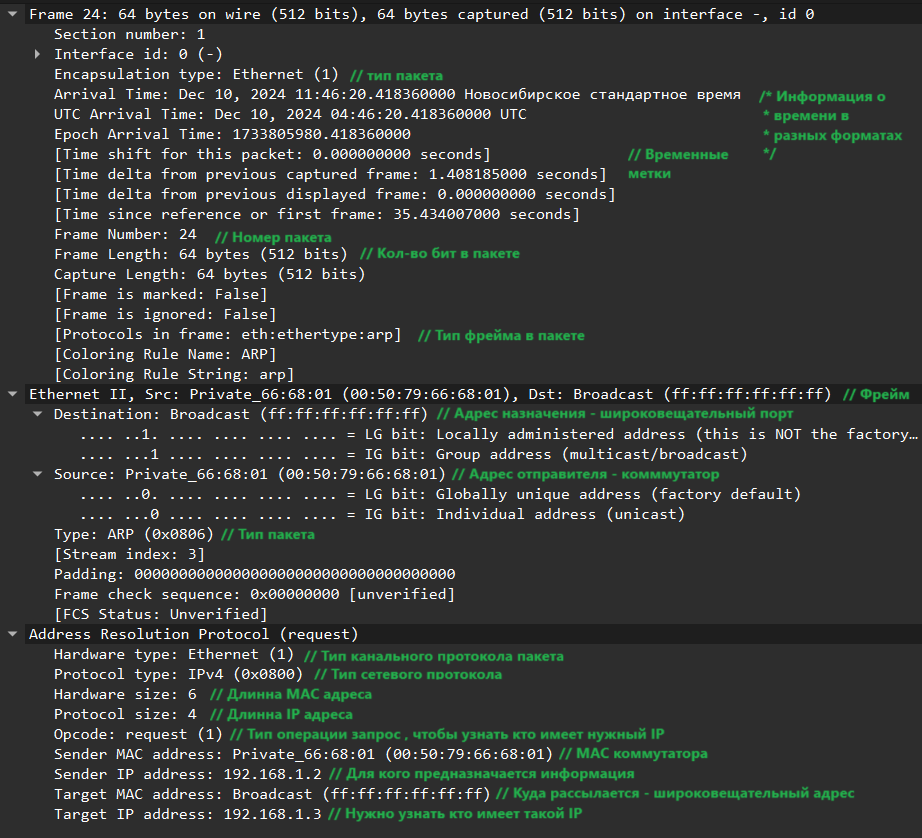 Frame 24: 64 bytes on wire (512 bits), 64 bytes captured (512 bits) on interface -, id 0
Section number: 1
Interface id: 0 (-)
Encapsulation type: Ethernet (1) // тип пакета
Arrival Time: Dec 10, 2024 11:46:20.418360000 Новосибирское стандартное время /* Информация о
UTC Arrival Time: Dec 10, 2024 04:46:20.418360000 UTC * времени в
Epoch Arrival Time: 1733805980.418360000 * разных форматах
[Time shift for this packet: 0.000000000 seconds] // Временные */
[Time delta from previous captured frame: 1.408185000 seconds] метки
[Time delta from previous displayed frame: 0.000000000 seconds]
[Time since reference or first frame: 35.434007000 seconds]
Frame Number: 24 // Номер пакета
Frame Length: 64 bytes (512 bits) // Кол-во бит в пакете
Capture Length: 64 bytes (512 bits)
[Frame is marked: False]
[Frame is ignored: False]
[Protocols in frame: eth:ethertype:arp] // Тип фрейма в пакете
[Coloring Rule Name: ARP]
[Coloring Rule String: arp]
Ethernet II, Src: Private_66:68:01 (00:50:79:66:68:01), Dst: Broadcast (ff:ff:ff:ff:ff:ff) // Фрейм
Destination: Broadcast (ff:ff:ff:ff:ff:ff) // Адрес назначения - широковещательный порт
.... ..1. .... .... .... .... = LG bit: Locally administered address (this is NOT the factory…
.... ...1 .... .... .... .... = IG bit: Group address (multicast/broadcast)
Source: Private_66:68:01 (00:50:79:66:68:01) // Адрес отправителя - комммутатор
.... ..0. .... .... .... .... = LG bit: Globally unique address (factory default)
.... ...0 .... .... .... .... = IG bit: Individual address (unicast)
Type: ARP (0x0806) // Тип пакета
[Stream index: 3]
Padding: 000000000000000000000000000000000000
Frame check sequence: 0x00000000 [unverified]
[FCS Status: Unverified]
Address Resolution Protocol (request)
Hardware type: Ethernet (1) // Тип канального протокола пакета
Protocol type: IPv4 (0x0800) // Тип сетевого протокола
Hardware size: 6 // Длинна MAC адреса
Protocol size: 4 // Длинна IP адреса
Opcode: request (1) // Тип операции запрос , чтобы узнать кто имеет нужный IP
Sender MAC address: Private_66:68:01 (00:50:79:66:68:01) // MAC коммутатора
Sender IP address: 192.168.1.2 // Для кого предназначается информация
Target MAC address: Broadcast (ff:ff:ff:ff:ff:ff) // Куда рассылается - широковещательный адрес
Target IP address: 192.168.1.3 // Нужно узнать кто имеет такой IP